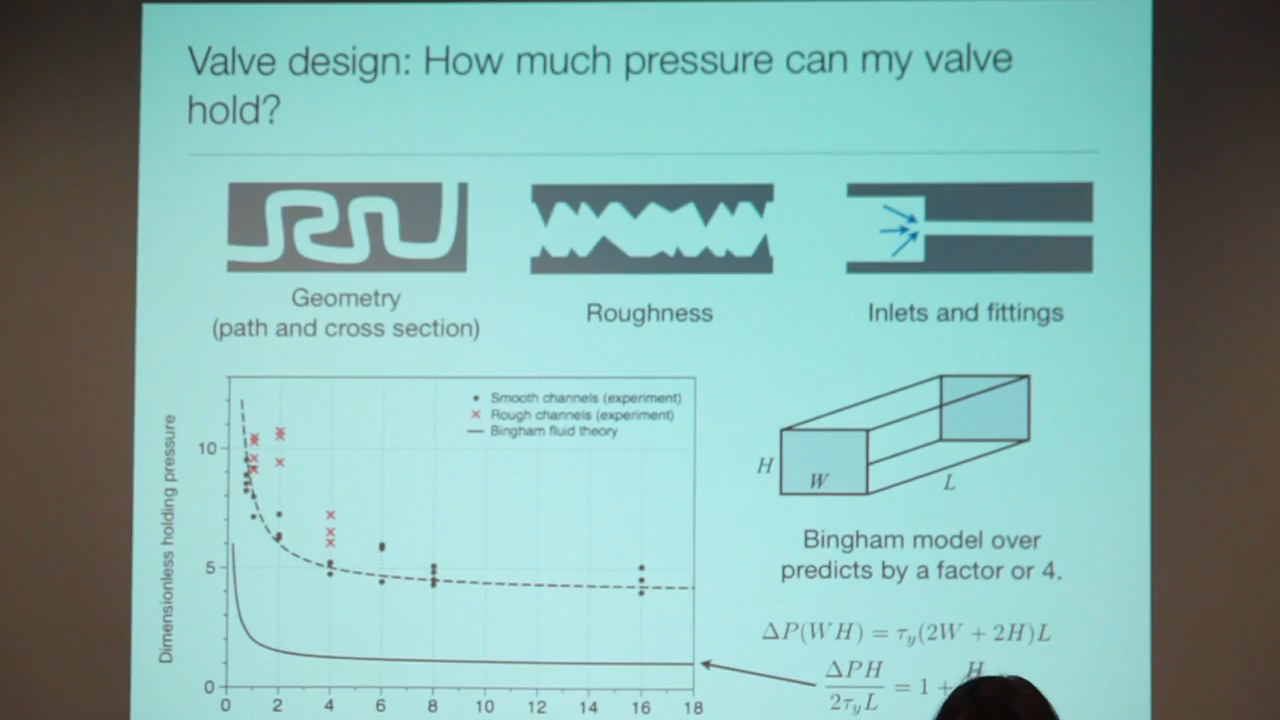 Valve design: How much pressure can my valve
hold?
Geometry
(path and cross section)
Roughness
Inlets and fittings
Dimensionless holding pressure
10
5
0
0 2 4 6 8 10 12 14 16 18
Smooth channels (experiment)
Rough channels (experiment)
Bingham fluid theory
H
W
L
Bingham model over
predicts by a factor or 4.
ΔP(WH) = τ_y(2W + 2H)L
ΔPH
2τ_yL
= 1 +
H